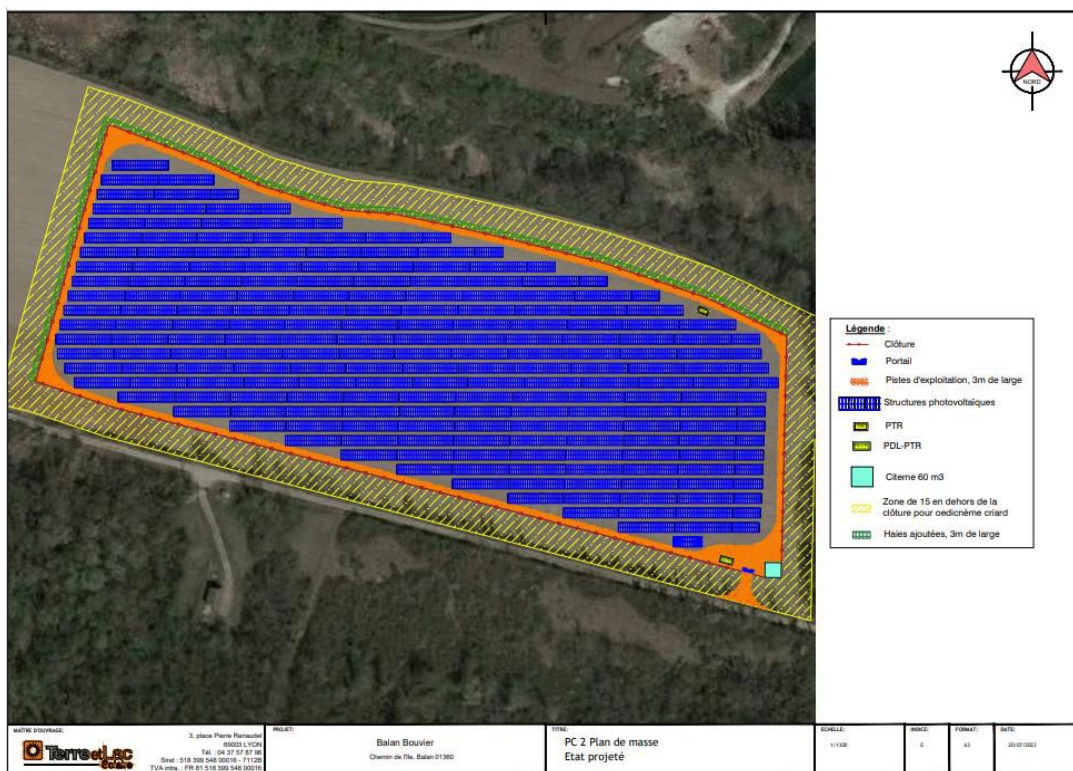 NORD
Légende :
Clôture
Portail
Pistes d'exploitation, 3m de large
Structures photovoltaïques
PTR
PDL-PTR
Citerne 60 m3
Zone de 15 en dehors de la
clôture pour oedicnéme criard
Haies ajoutées, 3m de large
MAÎTRE D'OUVRAGE:
Terre et Lac
Solaire
3, place Pierre Renaudel
69003 LYON
Tél. : 04 37 57 87 98
Siret : 518 399 548 00016 - 7112B
TVA intra. : FR 81 518 399 548 00016
PROJET:
Balan Bouvier
Chemin de l'Ile, Balan 01360
TITRE:
PC 2 Plan de masse
Etat projeté
ECHELLE:
INDICE:
E
FORMAT:
A3
DATE:
20/07/2023